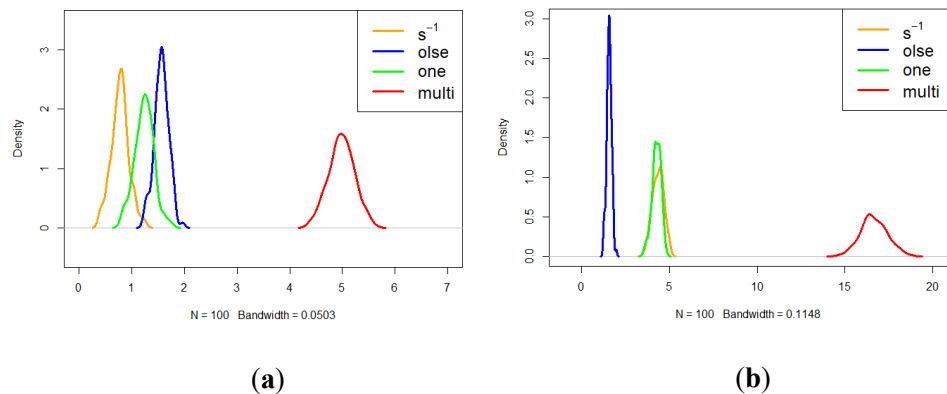 s⁻¹
olse
one
multi
Density
0 1 2 3
0 1 2 3 4 5 6 7
N = 100 Bandwidth = 0.0503
(a)
s⁻¹
olse
one
multi
Density
0.0 0.5 1.0 1.5 2.0 2.5 3.0
0 5 10 15 20
N = 100 Bandwidth = 0.1148
(b)